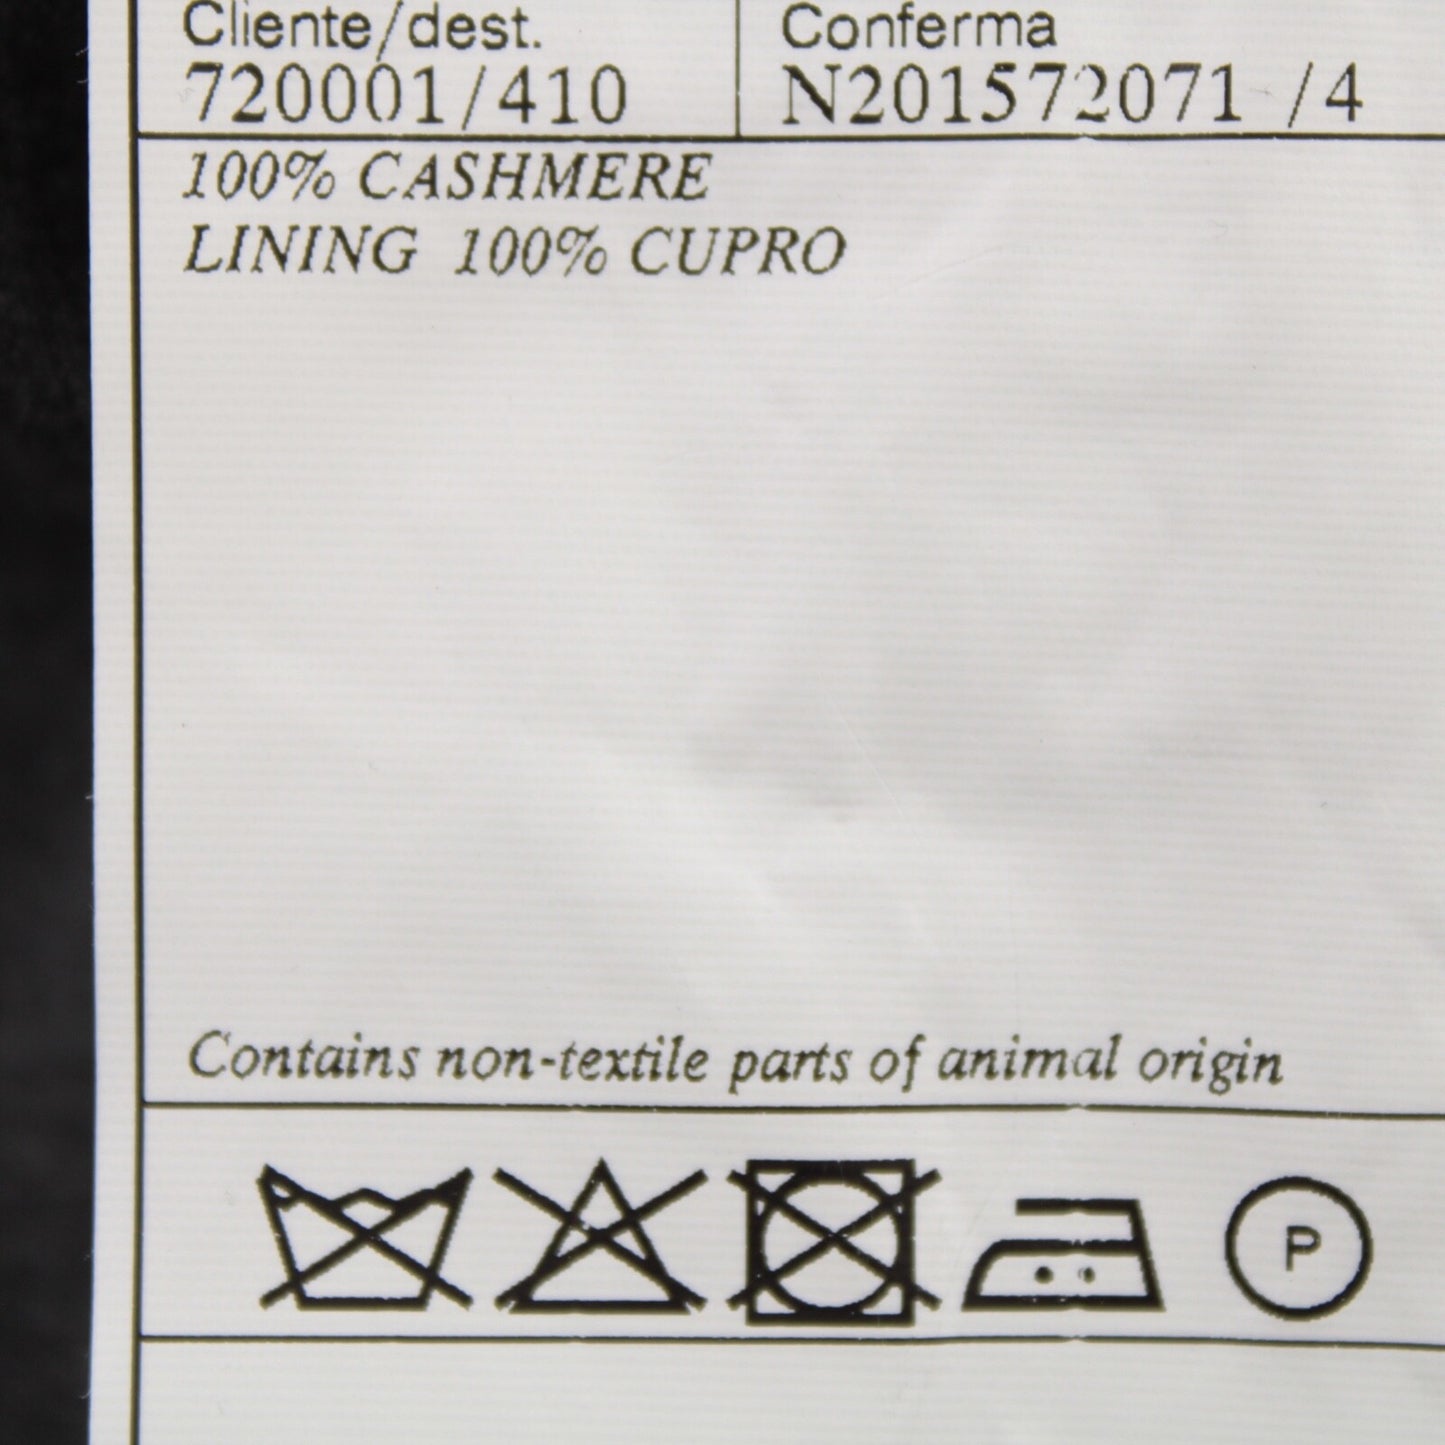 Cliente/dest. Conferma
720001/410 N201572071 /4
100% CASHMERE
LINING 100% CUPRO
Contains non-textile parts of animal origin
P